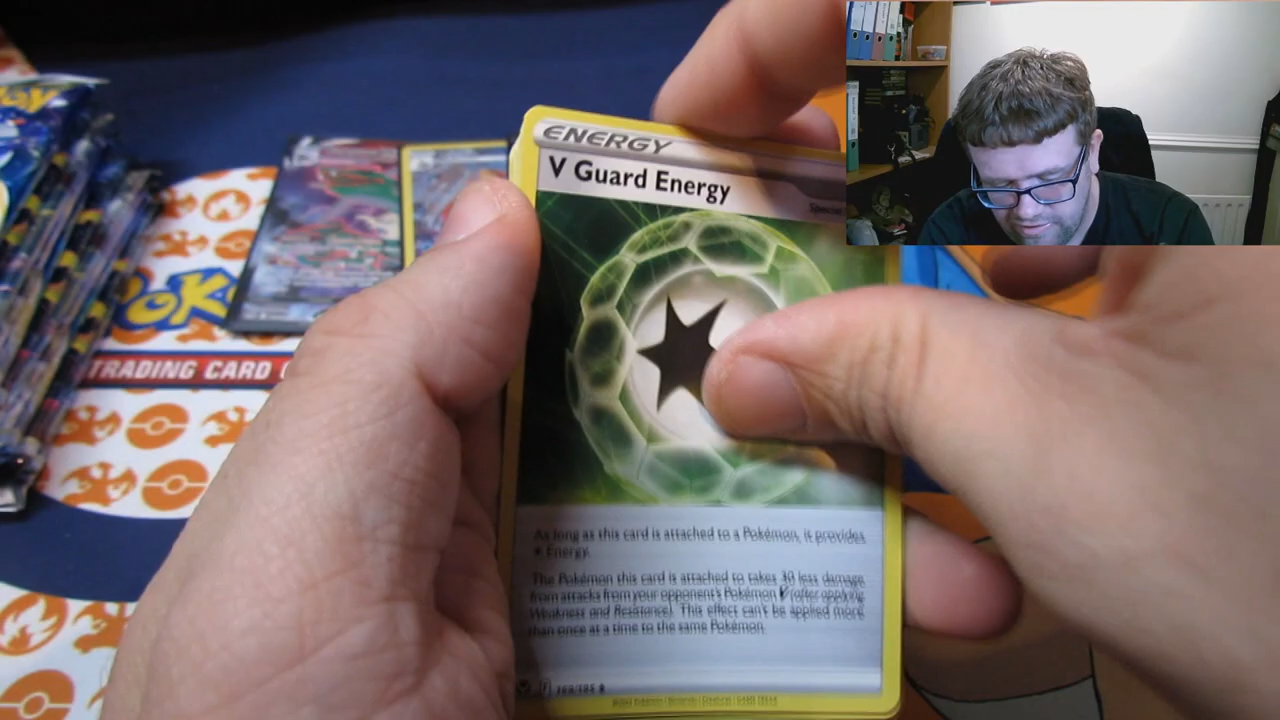 ENERGY
V Guard Energy
Special
As long as this card is attached to a Pokémon, it provides
Energy.
The Pokémon this card is attached to takes 30 less damage
from attacks from your opponent's Pokémon V (after applying
Weakness and Resistance). This effect can't be applied more
than once at a time to the same Pokémon.
POK
TRADING CARD